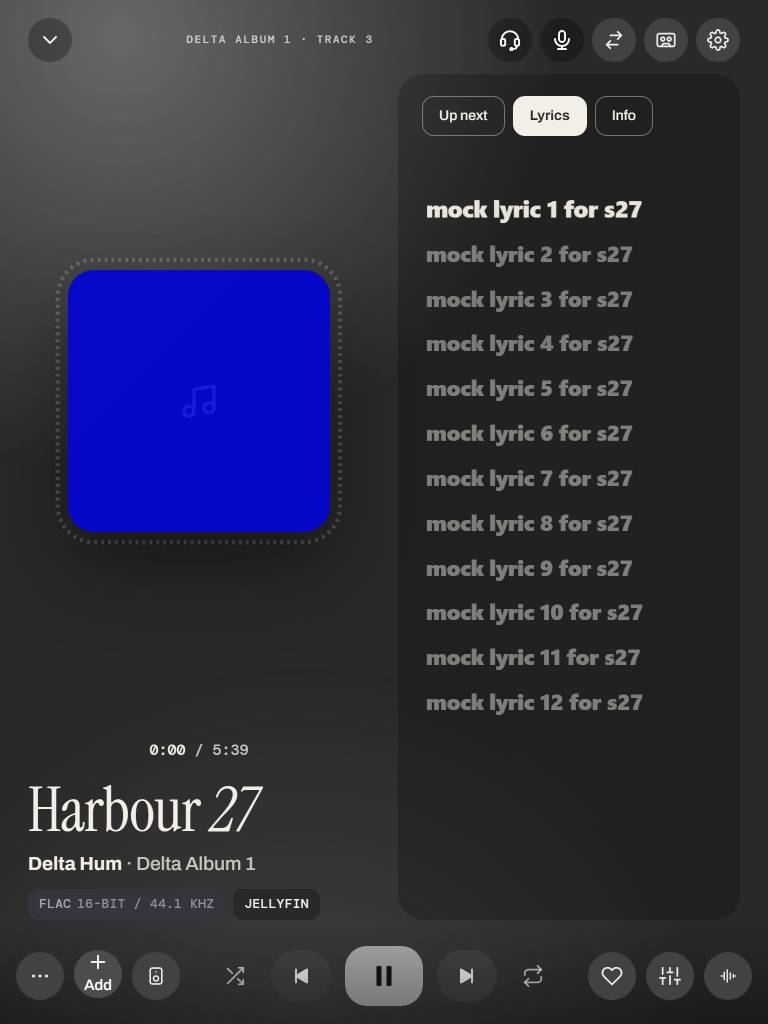 DELTA ALBUM 1 · TRACK 3
Up next
Lyrics
Info
mock lyric 1 for s27
mock lyric 2 for s27
mock lyric 3 for s27
mock lyric 4 for s27
mock lyric 5 for s27
mock lyric 6 for s27
mock lyric 7 for s27
mock lyric 8 for s27
mock lyric 9 for s27
mock lyric 10 for s27
mock lyric 11 for s27
mock lyric 12 for s27
0:00 / 5:39
Harbour 27
Delta Hum · Delta Album 1
FLAC 16-BIT / 44.1 KHZ
JELLYFIN
Add